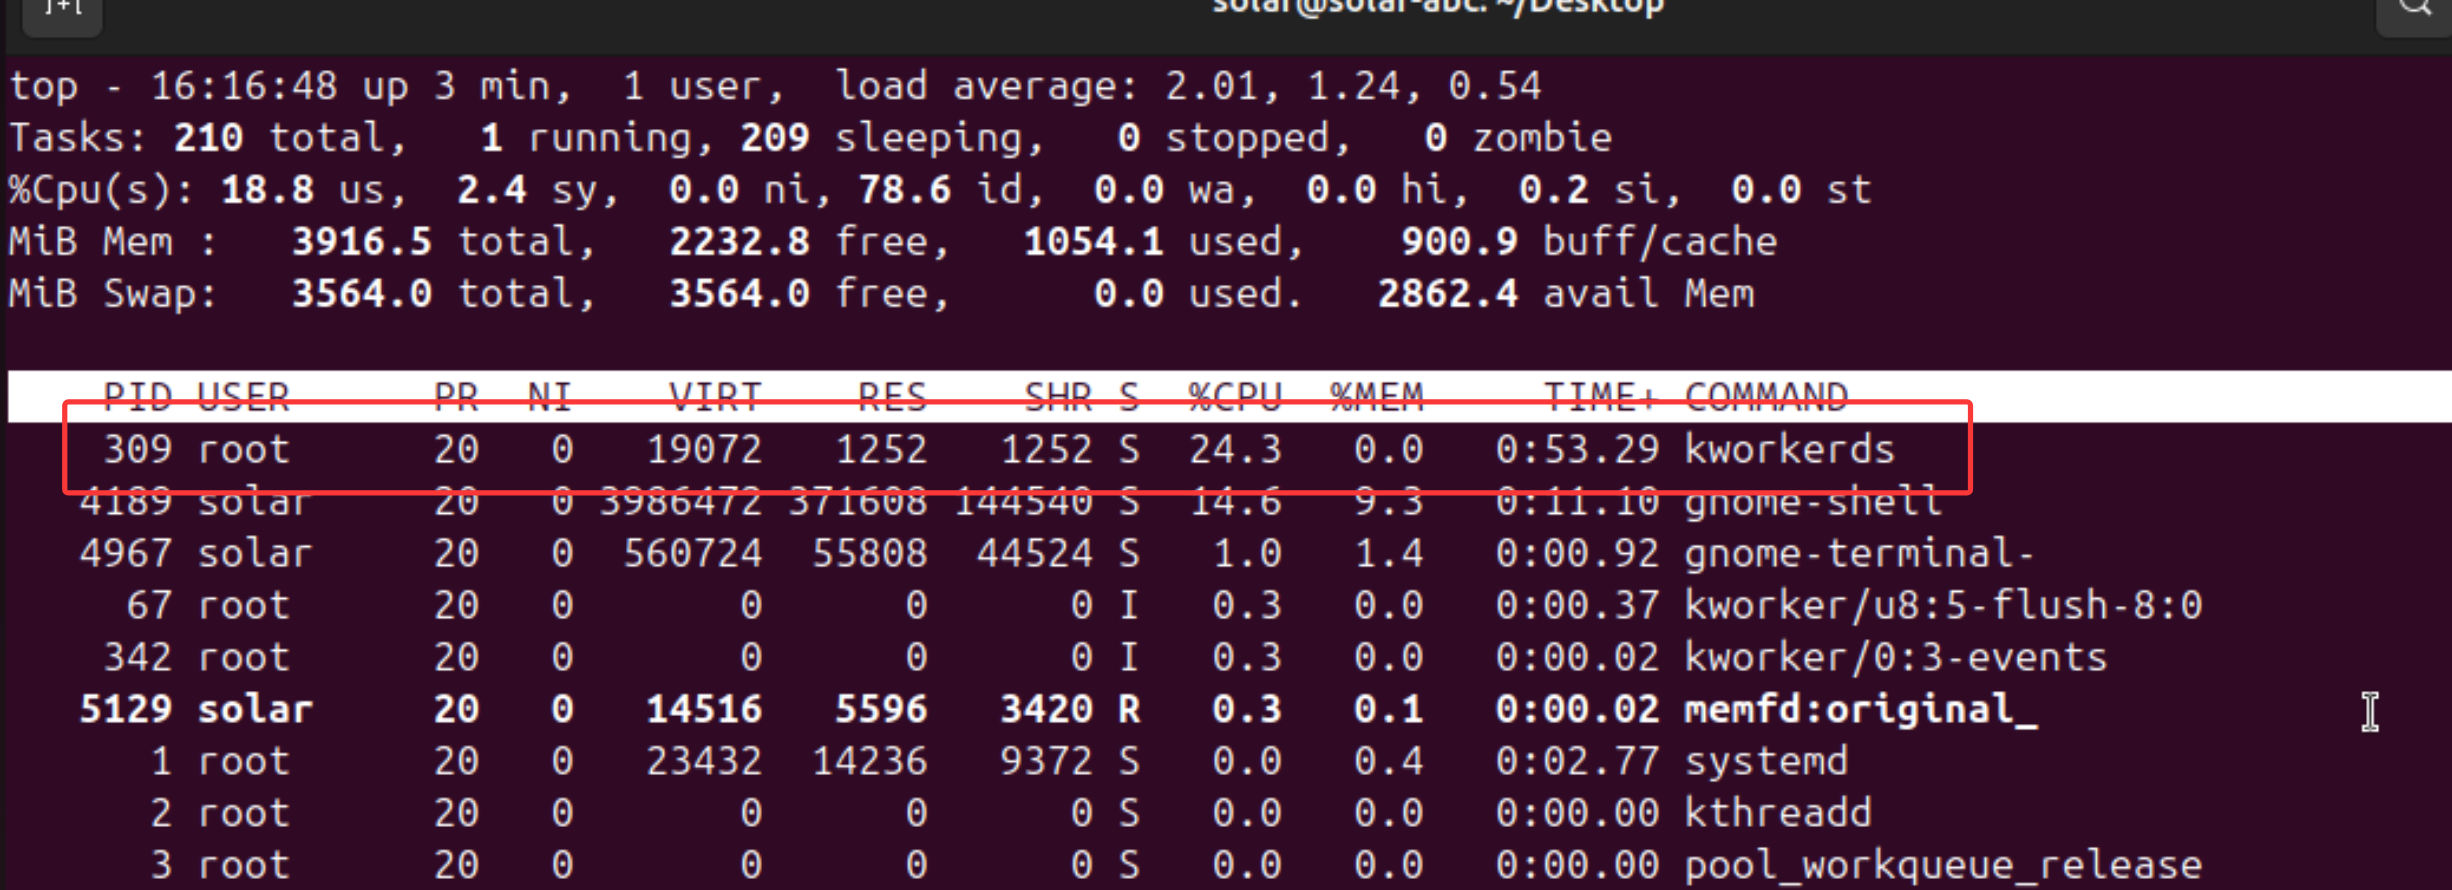 solar@solar-abc: ~/Desktop
top - 16:16:48 up 3 min,  1 user,  load average: 2.01, 1.24, 0.54
Tasks: 210 total,   1 running, 209 sleeping,   0 stopped,   0 zombie
%Cpu(s): 18.8 us,  2.4 sy,  0.0 ni, 78.6 id,  0.0 wa,  0.0 hi,  0.2 si,  0.0 st
MiB Mem :   3916.5 total,   2232.8 free,   1054.1 used,    900.9 buff/cache
MiB Swap:   3564.0 total,   3564.0 free,      0.0 used.   2862.4 avail Mem
PID USER      PR  NI    VIRT    RES    SHR S  %CPU  %MEM     TIME+ COMMAND
309 root      20   0   19072   1252   1252 S  24.3   0.0   0:53.29 kworkerds
4189 solar     20   0 3986472 371608 144540 S  14.6   9.3   0:11.10 gnome-shell
4967 solar     20   0  560724  55808  44524 S   1.0   1.4   0:00.92 gnome-terminal-
67 root      20   0       0      0      0 I   0.3   0.0   0:00.37 kworker/u8:5-flush-8:0
342 root      20   0       0      0      0 I   0.3   0.0   0:00.02 kworker/0:3-events
5129 solar     20   0   14516   5596   3420 R   0.3   0.1   0:00.02 memfd:original_
1 root      20   0   23432  14236   9372 S   0.0   0.4   0:02.77 systemd
2 root      20   0       0      0      0 S   0.0   0.0   0:00.00 kthreadd
3 root      20   0       0      0      0 S   0.0   0.0   0:00.00 pool_workqueue_release